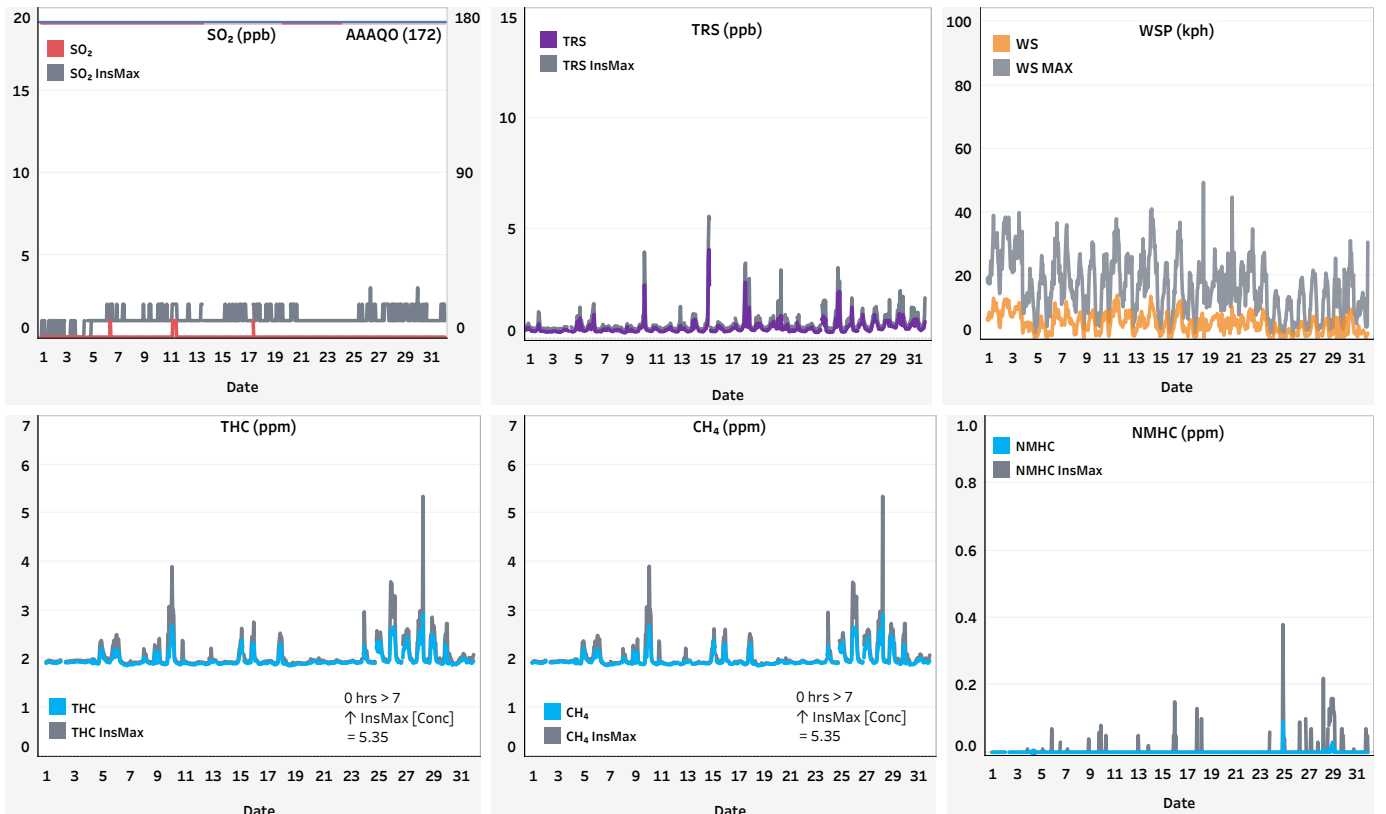 20
SO₂ (ppb)
AAAQO (172)
180
SO₂
SO₂ InsMax
15
10
90
5
0
0
1 3 5 7 9 11 13 15 17 19 21 23 25 27 29 31
Date
15
TRS (ppb)
TRS
TRS InsMax
10
5
0
1 3 5 7 9 11 13 15 17 19 21 23 25 27 29 31
Date
100
WSP (kph)
WS
WS MAX
80
60
40
20
0
1 3 5 7 9 11 13 15 17 19 21 23 25 27 29 31
Date
7
THC (ppm)
6
5
4
3
2
1
0
THC
THC InsMax
0 hrs > 7
↑ InsMax [Conc]
= 5.35
1 3 5 7 9 11 13 15 17 19 21 23 25 27 29 31
Date
7
CH₄ (ppm)
6
5
4
3
2
1
0
CH₄
CH₄ InsMax
0 hrs > 7
↑ InsMax [Conc]
= 5.35
1 3 5 7 9 11 13 15 17 19 21 23 25 27 29 31
Date
1.0
NMHC (ppm)
NMHC
NMHC InsMax
0.8
0.6
0.4
0.2
0.0
1 3 5 7 9 11 13 15 17 19 21 23 25 27 29 31
Date